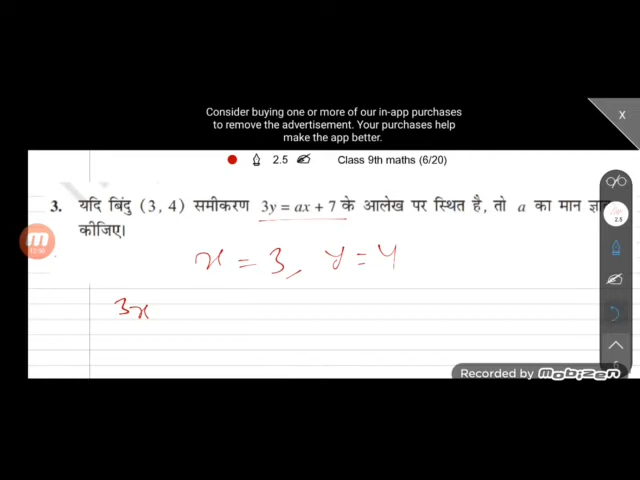 Consider buying one or more of our in-app purchases
to remove the advertisement. Your purchases help
make the app better.
X
2.5 Class 9th maths (6/20)
3. यदि बिंदु (3, 4) समीकरण 3y = ax + 7 के आलेख पर स्थित है, तो a का मान
कीजिए।
x = 3, y = 4
3x
2.5
Recorded by mobizen